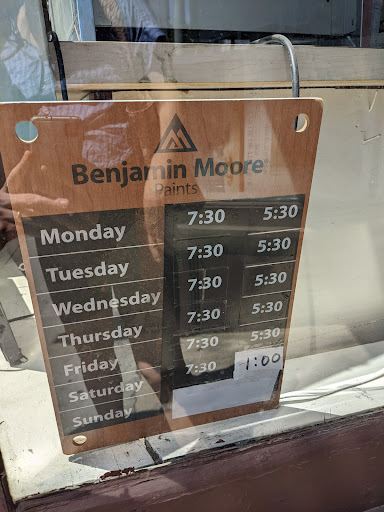 Benjamin Moore®
Paints
Monday 7:30 5:30
Tuesday 7:30 5:30
Wednesday 7:30 5:30
Thursday 7:30 5:30
Friday 7:30 5:30
Saturday 7:30 1:00
Sunday